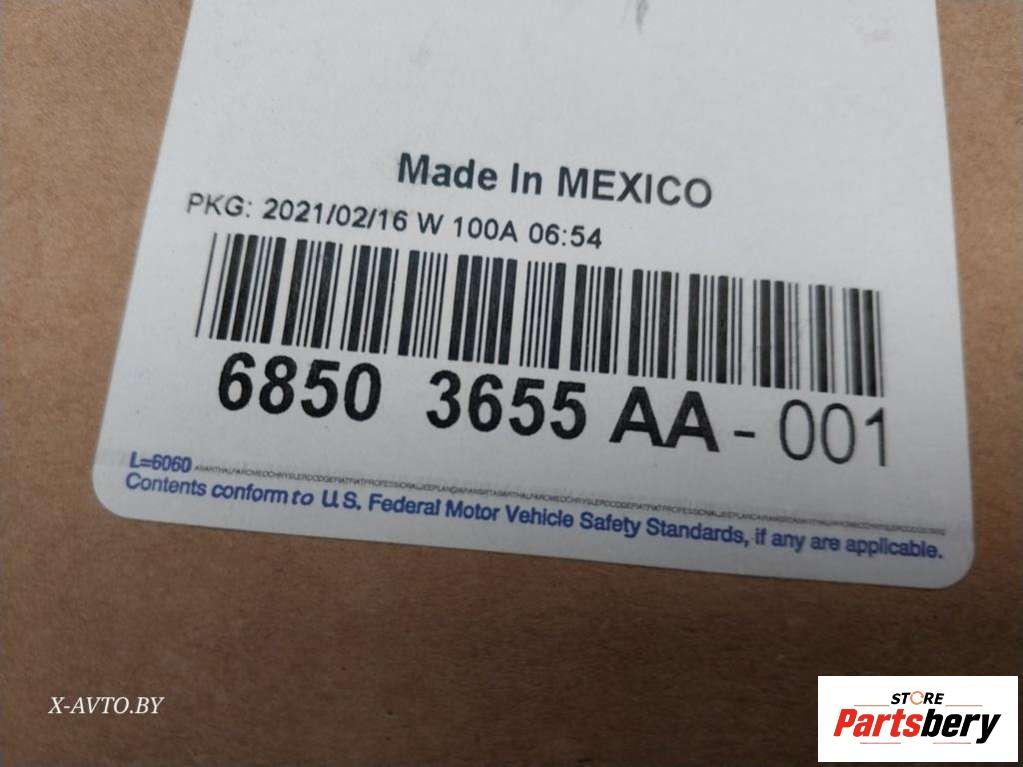 Made In MEXICO
PKG: 2021/02/16 W 100A 06:54
6850 3655 AA - 001
L=6060
Contents conform to U.S. Federal Motor Vehicle Safety Standards, if any are applicable.
X-AVTO.BY
STORE
Partsbery